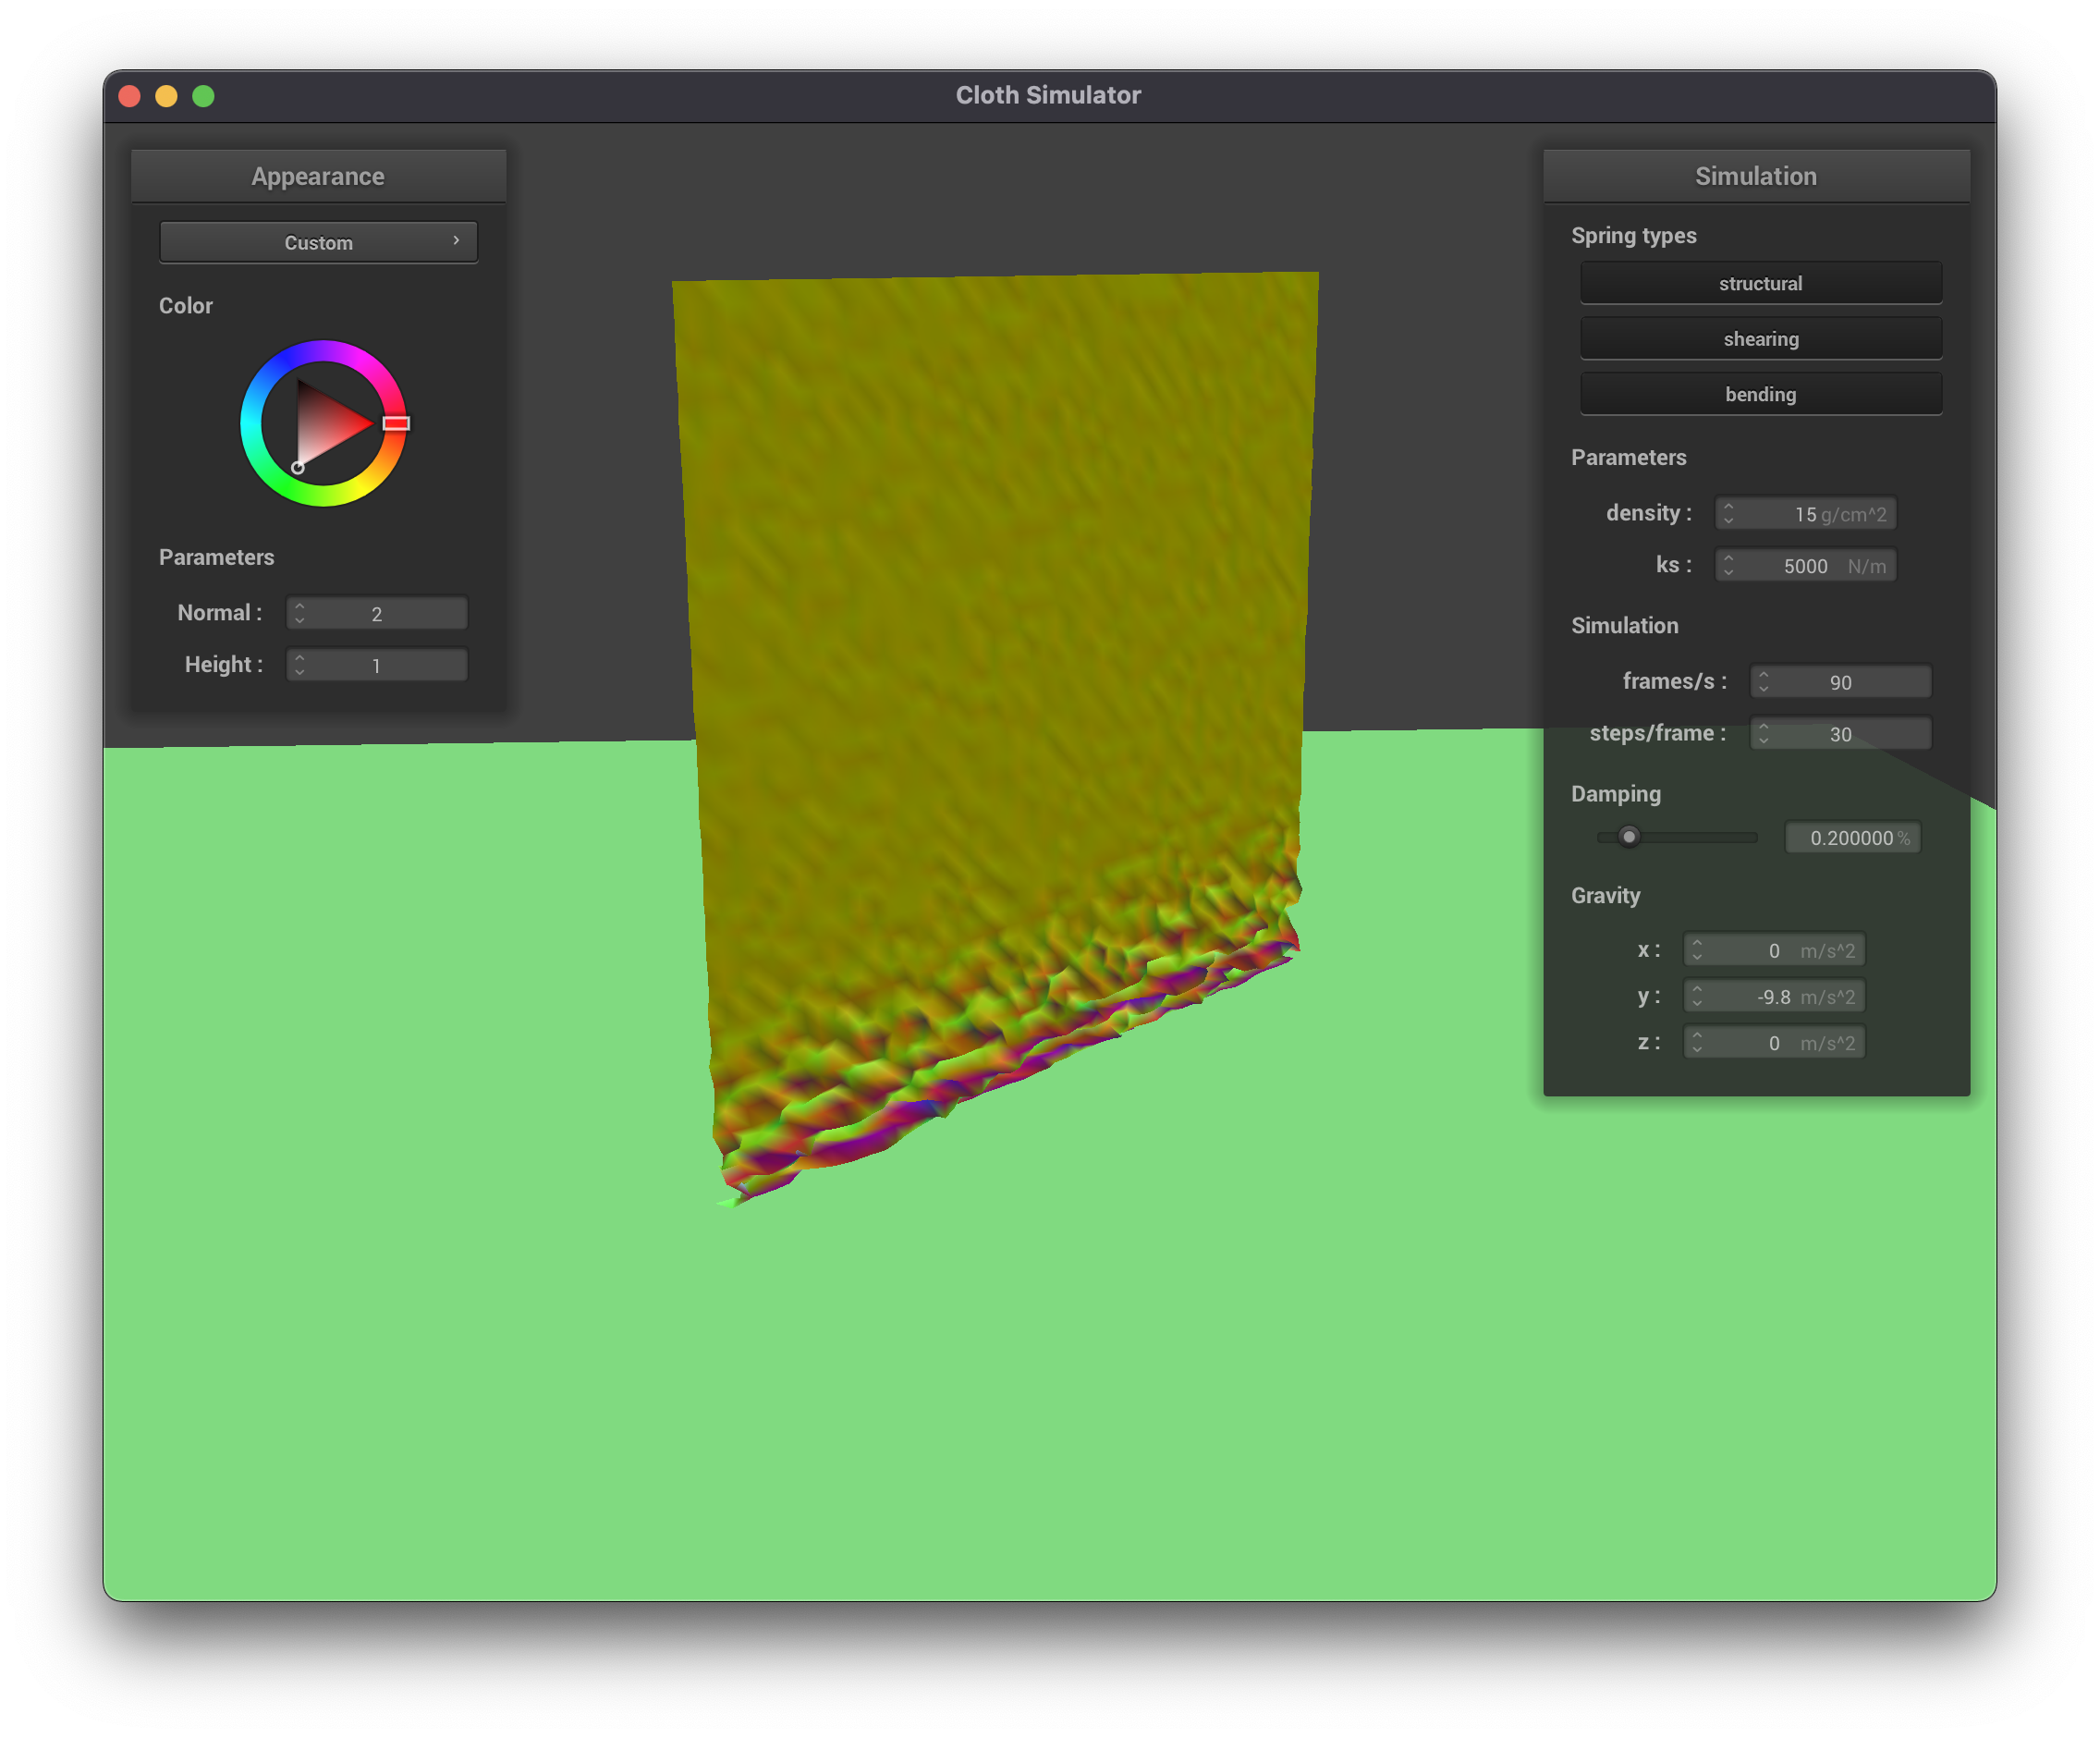 Cloth Simulator
Appearance
Custom
Color
Parameters
Normal : 2
Height : 1
Simulation
Spring types
structural
shearing
bending
Parameters
density : 15 g/cm^2
ks : 5000 N/m
Simulation
frames/s : 90
steps/frame : 30
Damping
0.200000 %
Gravity
x : 0 m/s^2
y : -9.8 m/s^2
z : 0 m/s^2